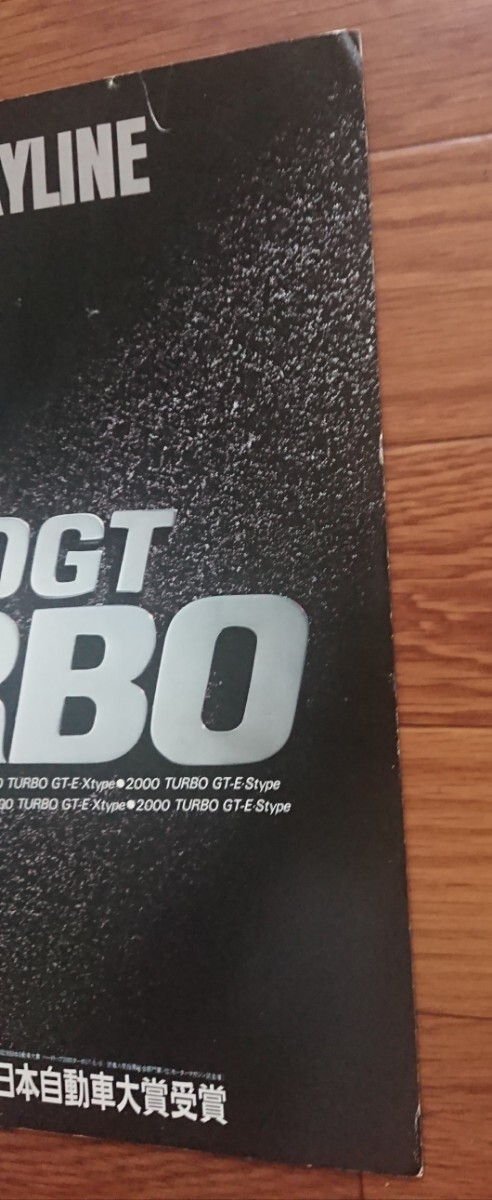 YLINE
0GT
RBO
0 TURBO GT-E·Xtype●2000 TURBO GT-E·Stype
00 TURBO GT-E·Xtype●2000 TURBO GT-E·Stype
日本自動車大賞受賞